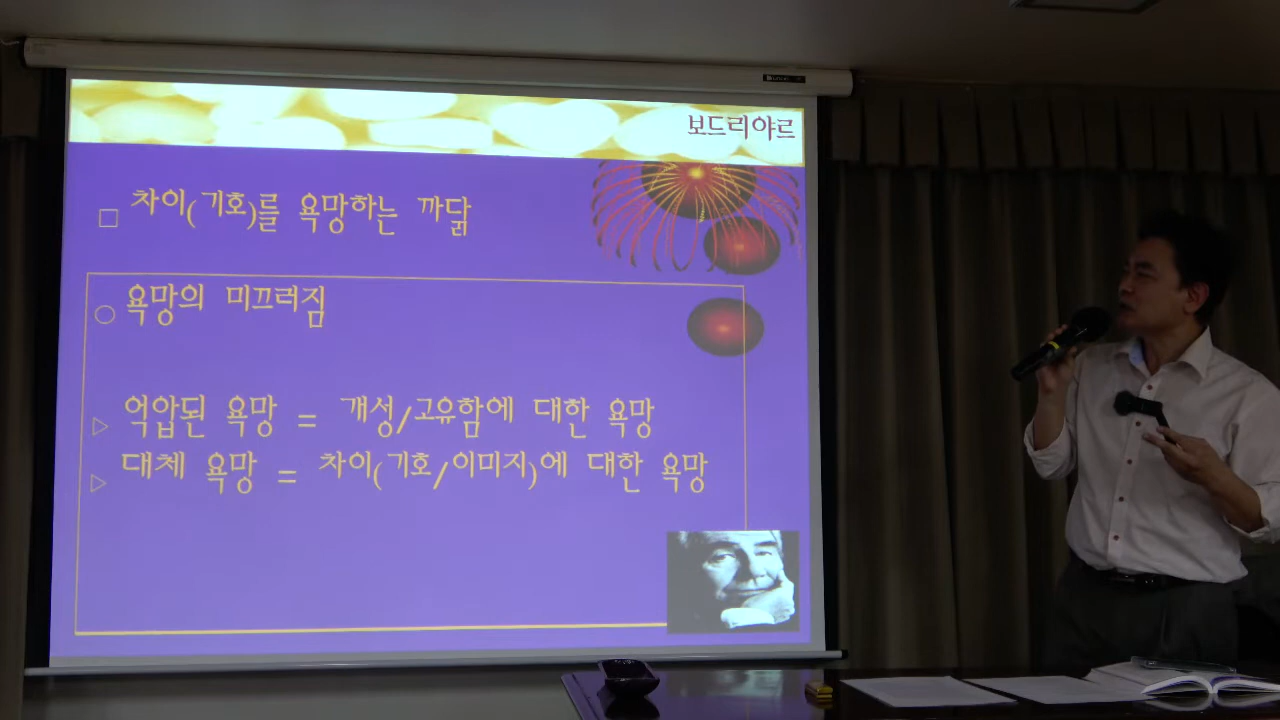 보드리야르
□ 차이(기호)를 욕망하는 까닭
○ 욕망의 미끄러짐
▷ 억압된 욕망 = 개성/고유함에 대한 욕망
▷ 대체 욕망 = 차이(기호/이미지)에 대한 욕망